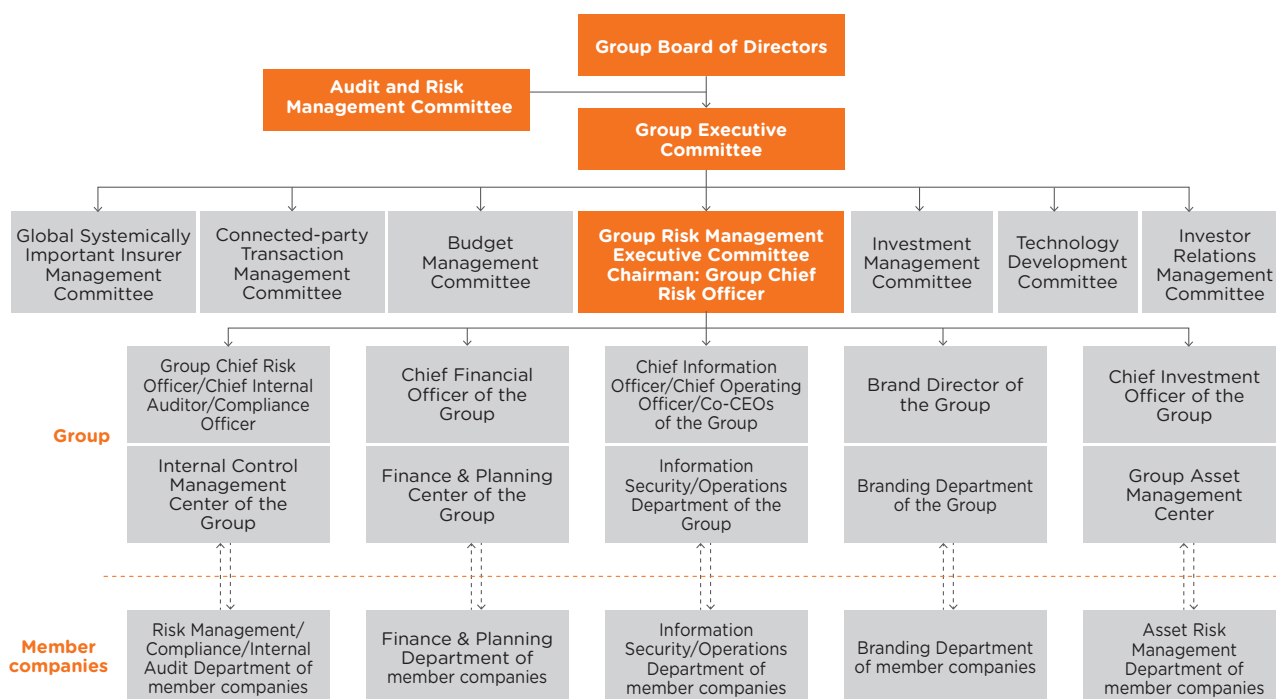 Group Board of Directors
Audit and Risk
Management Committee
Group Executive
Committee
Global Systemically
Important Insurer
Management
Committee
Connected-party
Transaction
Management
Committee
Budget
Management
Committee
Group Risk Management
Executive Committee
Chairman: Group Chief
Risk Officer
Investment
Management
Committee
Technology
Development
Committee
Investor
Relations
Management
Committee
Group
Group Chief Risk
Officer/Chief Internal
Auditor/Compliance
Officer
Chief Financial
Officer of the
Group
Chief Information
Officer/Chief Operating
Officer/Co-CEOs
of the Group
Brand Director of
the Group
Chief Investment
Officer of the
Group
Internal Control
Management
Center of the
Group
Finance & Planning
Center of the
Group
Information
Security/Operations
Department of the
Group
Branding Department
of the Group
Group Asset
Management
Center
Member
companies
Risk Management/
Compliance/Internal
Audit Department of
member companies
Finance & Planning
Department of
member companies
Information
Security/Operations
Department of
member companies
Branding Department
of member companies
Asset Risk
Management
Department of
member companies